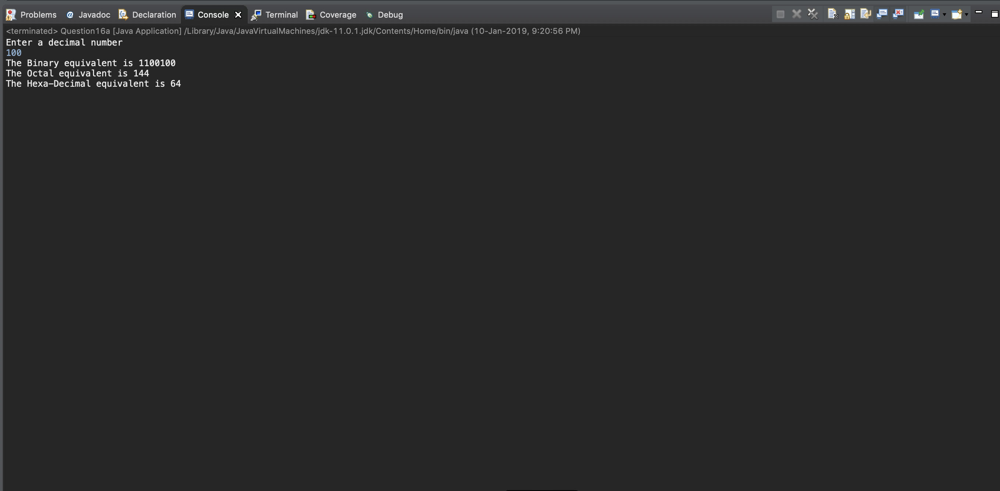 Problems Javadoc Declaration Console Terminal Coverage Debug
<terminated> Question16a [Java Application] /Library/Java/JavaVirtualMachines/jdk-11.0.1.jdk/Contents/Home/bin/java (10-Jan-2019, 9:20:56 PM)
Enter a decimal number
100
The Binary equivalent is 1100100
The Octal equivalent is 144
The Hexa-Decimal equivalent is 64